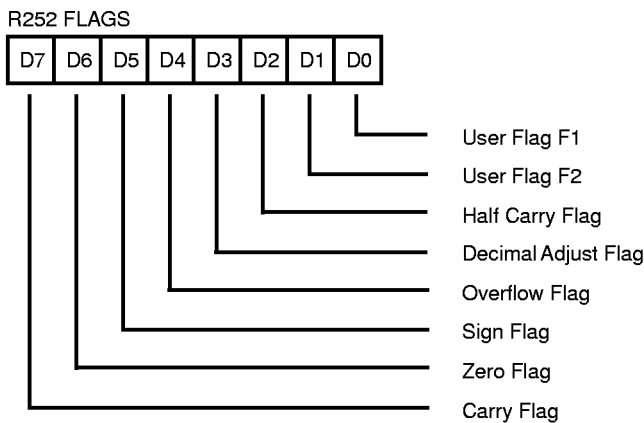 R252 FLAGS
D7 D6 D5 D4 D3 D2 D1 D0
User Flag F1
User Flag F2
Half Carry Flag
Decimal Adjust Flag
Overflow Flag
Sign Flag
Zero Flag
Carry Flag